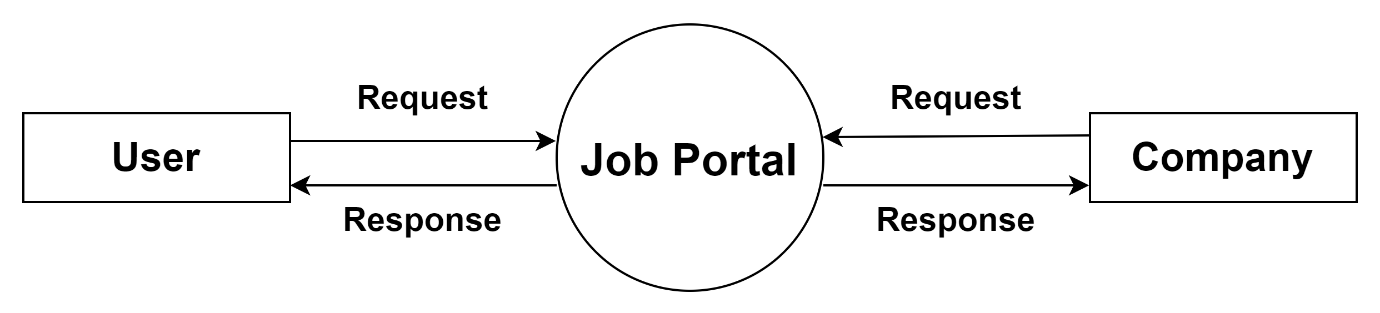 Request
Request
User
Job Portal
Company
Response
Response